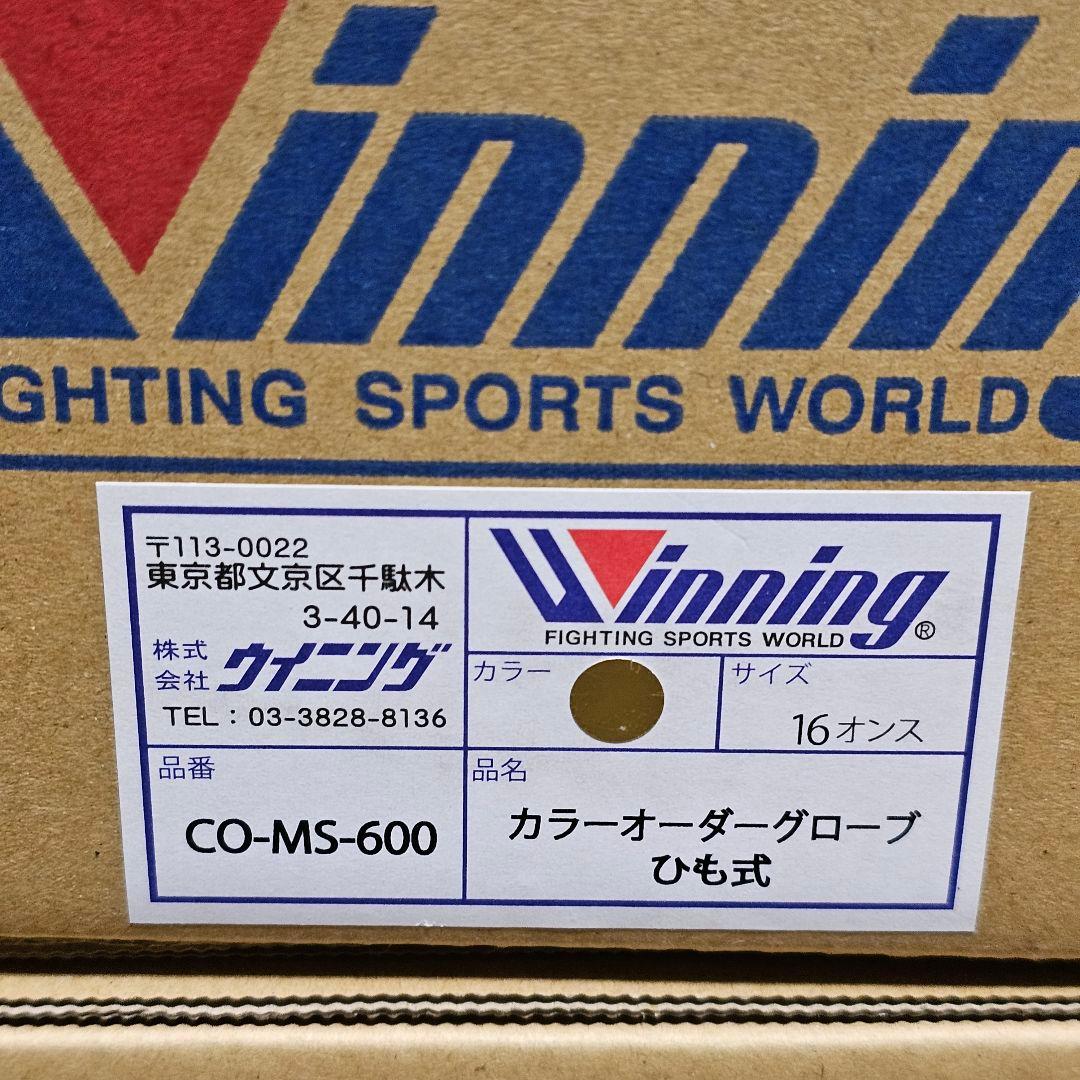 Winnin
GHTING SPORTS WORLD
〒113-0022
東京都文京区千駄木
3-40-14
株式会社 ウイニング
TEL：03-3828-8136
Winning®
FIGHTING SPORTS WORLD
カラー
サイズ
16オンス
品番
CO-MS-600
品名
カラーオーダーグローブ
ひも式